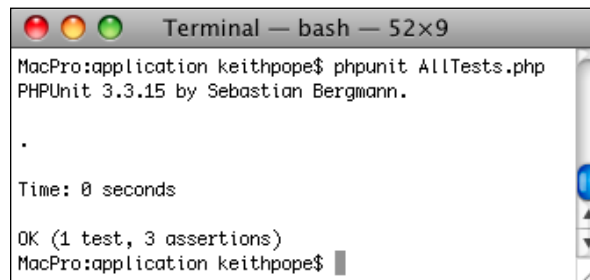 Terminal — bash — 52×9
MacPro:application keithpope$ phpunit AllTests.php
PHPUnit 3.3.15 by Sebastian Bergmann.
.
Time: 0 seconds
OK (1 test, 3 assertions)
MacPro:application keithpope$